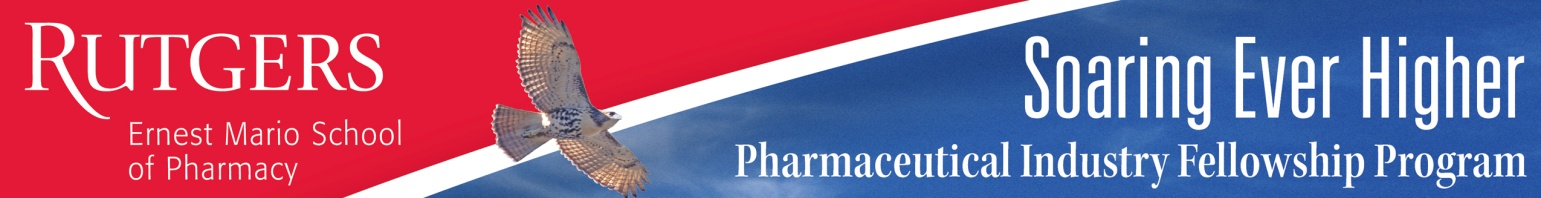 RUTGERS
Ernest Mario School
of Pharmacy
Soaring Ever Higher
Pharmaceutical Industry Fellowship Program